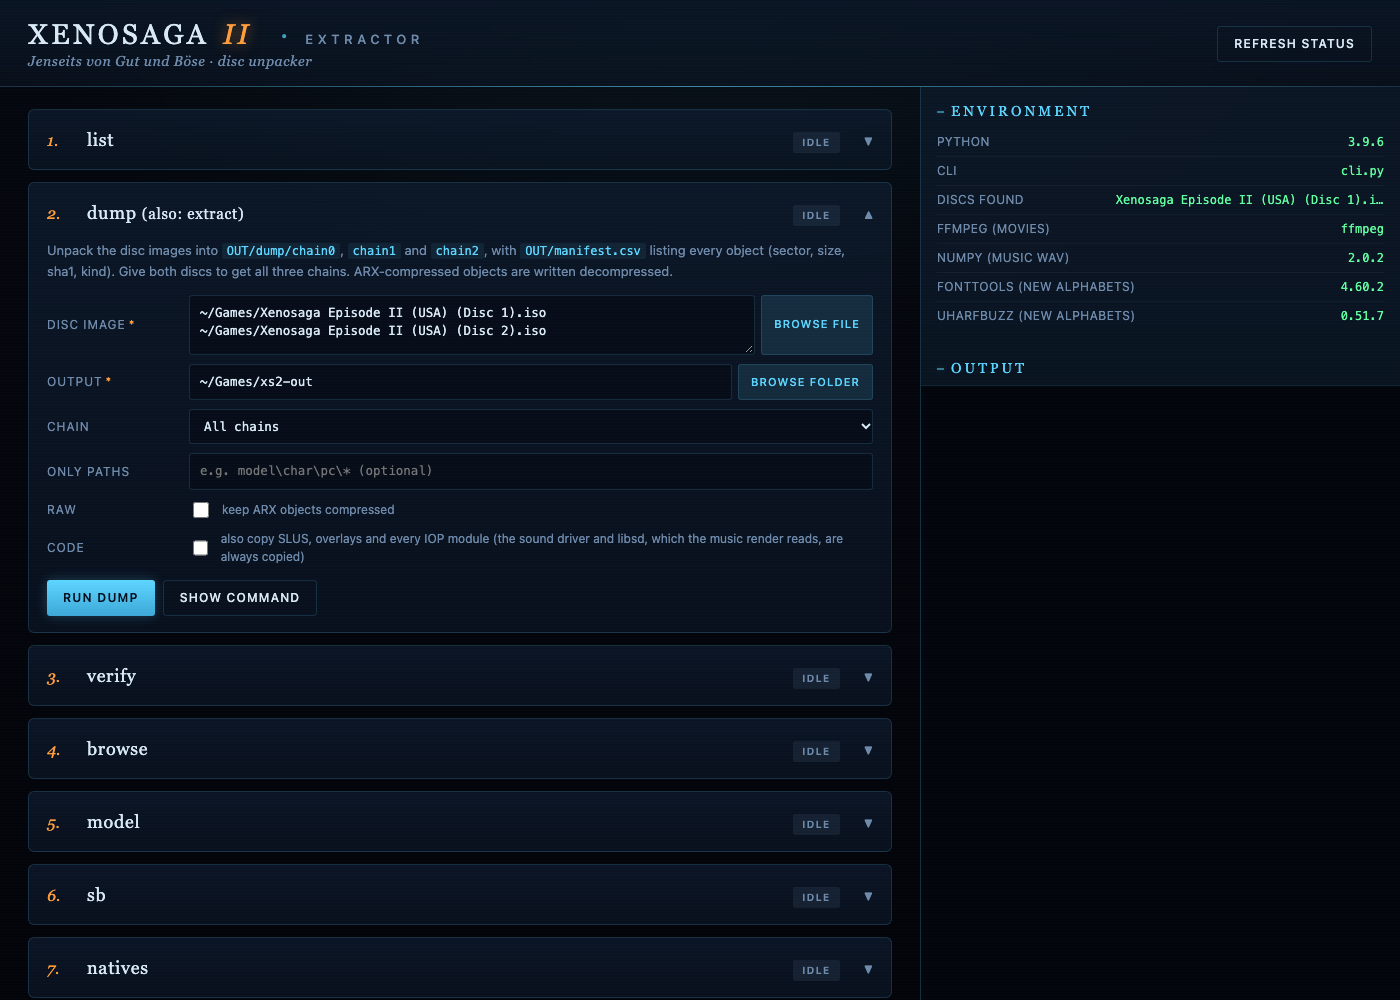 XENOSAGA II • EXTRACTOR
Jenseits von Gut und Böse · disc unpacker
REFRESH STATUS
1. list IDLE ▼
2. dump (also: extract) IDLE ▲
Unpack the disc images into OUT/dump/chain0, chain1 and chain2, with OUT/manifest.csv listing every object (sector, size,
sha1, kind). Give both discs to get all three chains. ARX-compressed objects are written decompressed.
DISC IMAGE *
~/Games/Xenosaga Episode II (USA) (Disc 1).iso
~/Games/Xenosaga Episode II (USA) (Disc 2).iso
BROWSE FILE
OUTPUT * ~/Games/xs2-out BROWSE FOLDER
CHAIN All chains
ONLY PATHS e.g. model\char\pc\* (optional)
RAW keep ARX objects compressed
CODE also copy SLUS, overlays and every IOP module (the sound driver and libsd, which the music render reads, are
always copied)
RUN DUMP SHOW COMMAND
3. verify IDLE ▼
4. browse IDLE ▼
5. model IDLE ▼
6. sb IDLE ▼
7. natives IDLE ▼
– ENVIRONMENT
PYTHON 3.9.6
CLI cli.py
DISCS FOUND Xenosaga Episode II (USA) (Disc 1).i…
FFMPEG (MOVIES) ffmpeg
NUMPY (MUSIC WAV) 2.0.2
FONTTOOLS (NEW ALPHABETS) 4.60.2
UHARFBUZZ (NEW ALPHABETS) 0.51.7
– OUTPUT